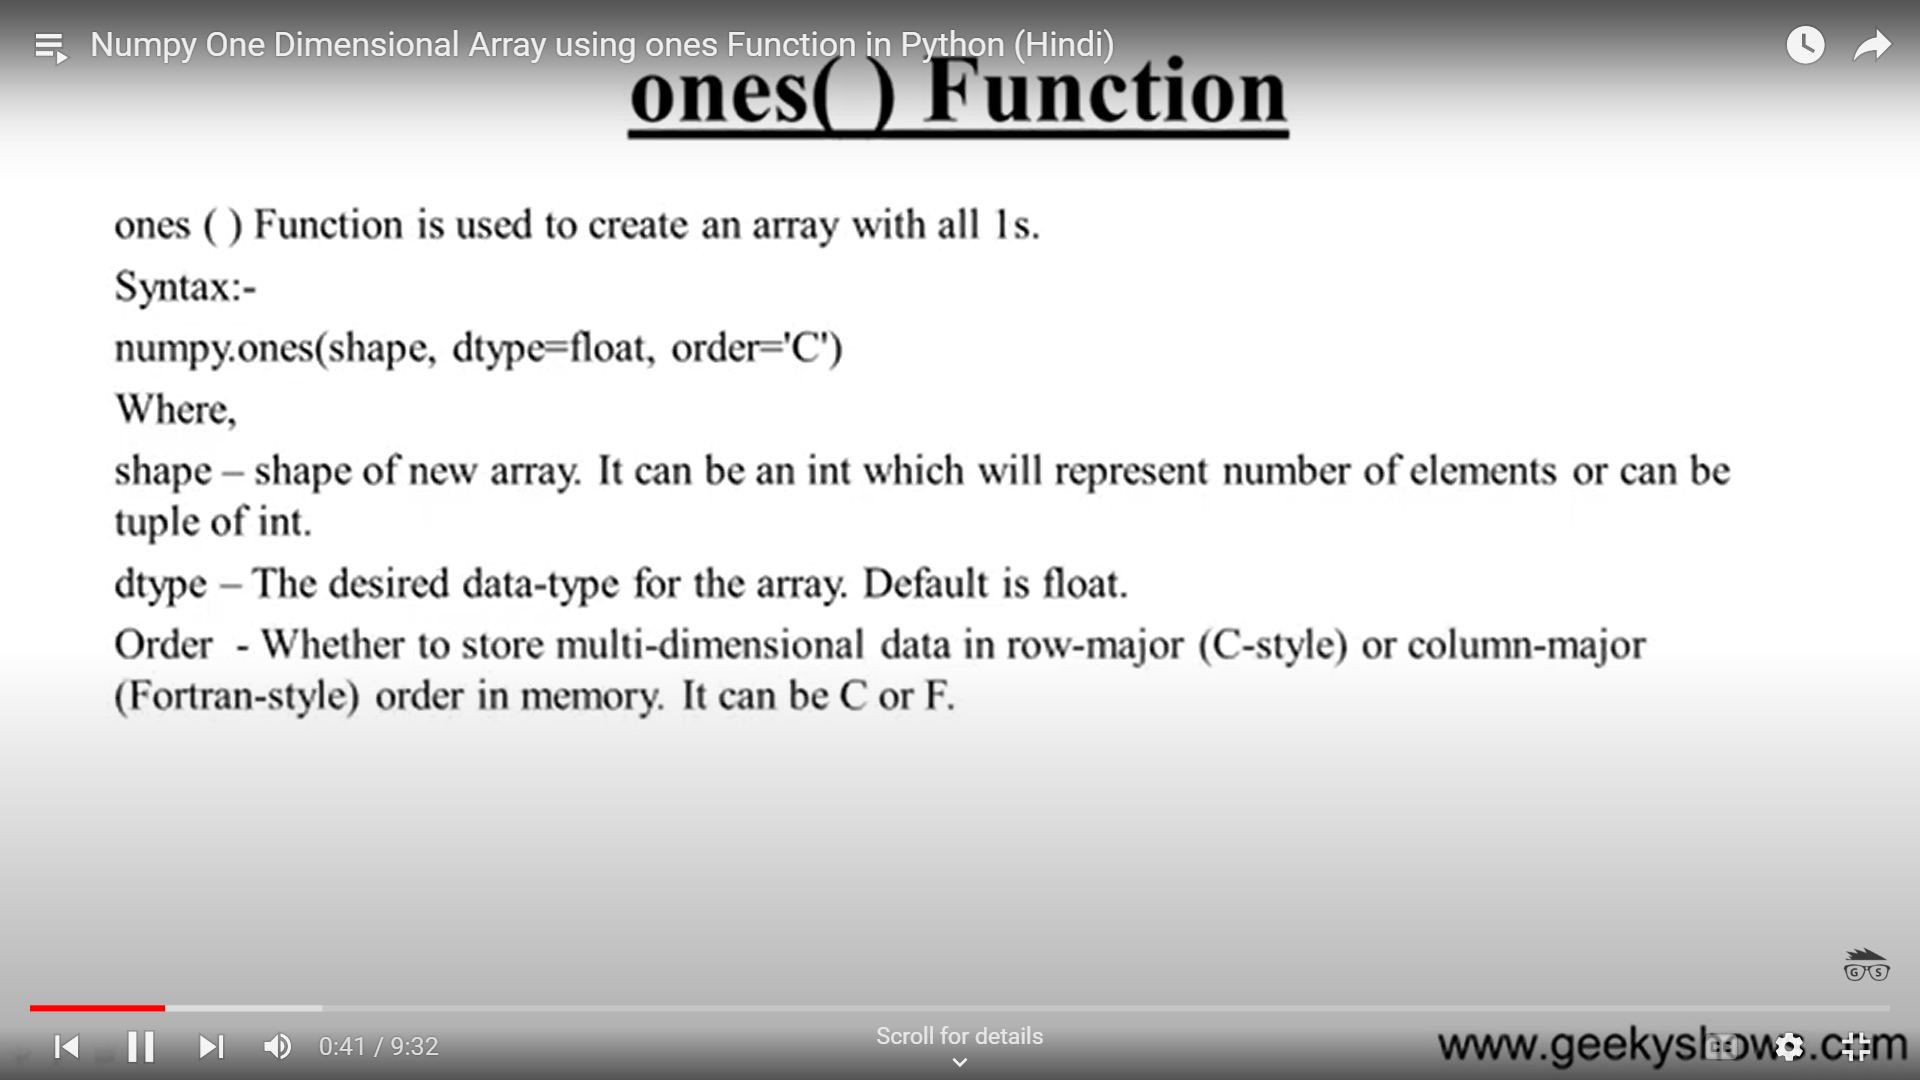 Numpy One Dimensional Array using ones Function in Python (Hindi)
ones( ) Function
ones ( ) Function is used to create an array with all 1s.
Syntax:-
numpy.ones(shape, dtype=float, order='C')
Where,
shape – shape of new array. It can be an int which will represent number of elements or can be
tuple of int.
dtype – The desired data-type for the array. Default is float.
Order - Whether to store multi-dimensional data in row-major (C-style) or column-major
(Fortran-style) order in memory. It can be C or F.
G S
0:41 / 9:32
Scroll for details
www.geekyshows.com